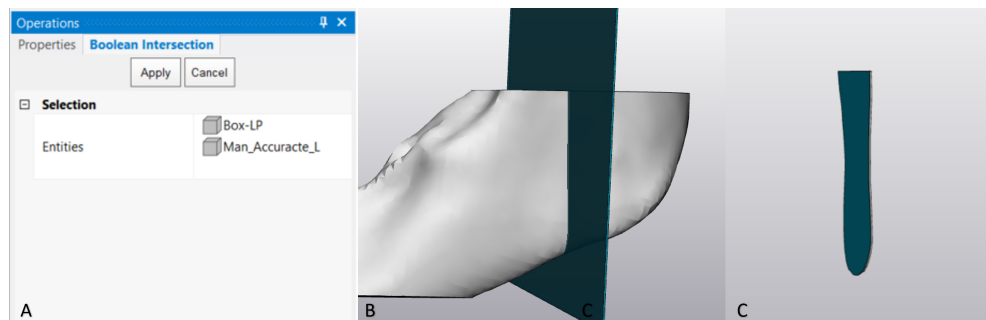 Operations
Properties Boolean Intersection
Apply Cancel
Selection
Entities
Box-LP
Man_Accuracte_L
A
B
C
C